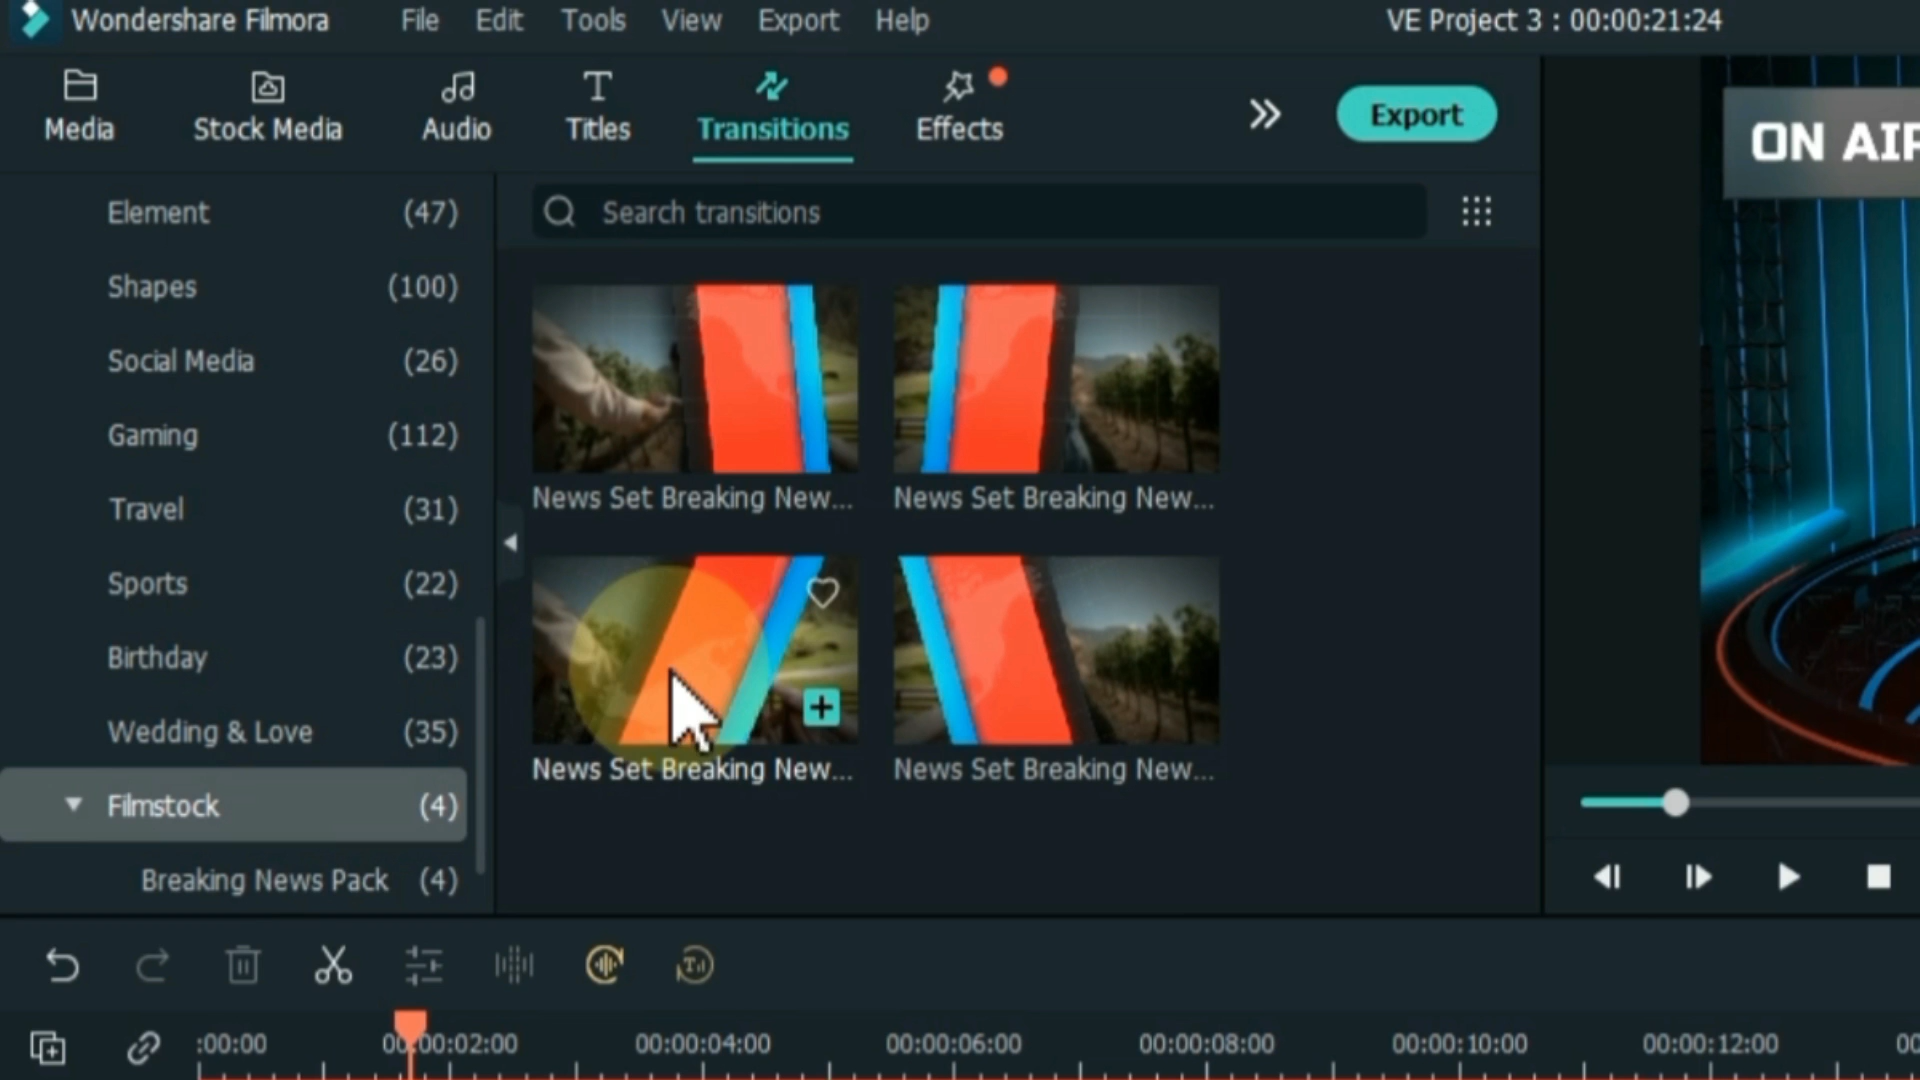 Wondershare Filmora File Edit Tools View Export Help VE Project 3 : 00:00:21:24
Media Stock Media Audio Titles Transitions Effects Export
ON AIR
Search transitions
Element (47)
Shapes (100)
Social Media (26)
Gaming (112)
Travel (31)
Sports (22)
Birthday (23)
Wedding & Love (35)
Filmstock (4)
Breaking News Pack (4)
News Set Breaking New... News Set Breaking New...
News Set Breaking New... News Set Breaking New...
:00:00 00:00:02:00 00:00:04:00 00:00:06:00 00:00:08:00 00:00:10:00 00:00:12:00